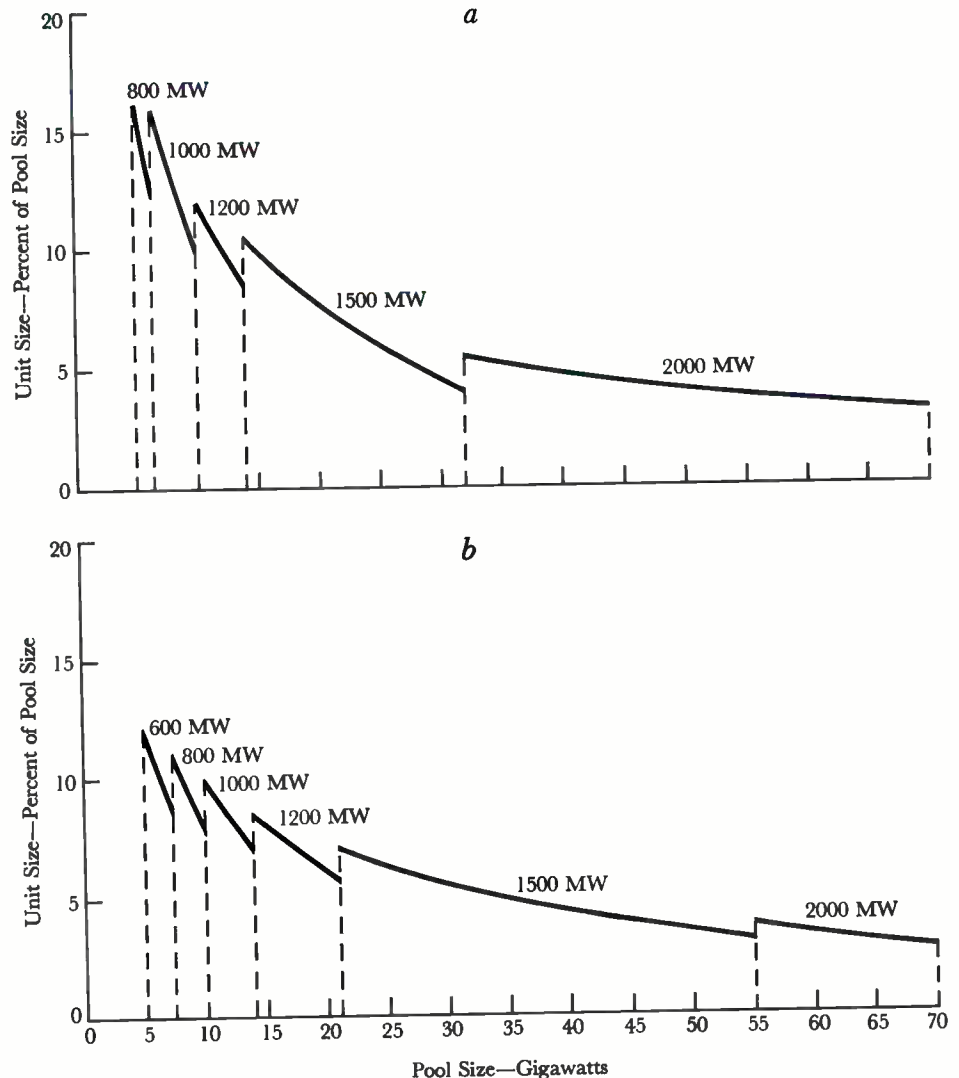 a
20
15
10
5
0
Unit Size—Percent of Pool Size
800 MW
1000 MW
1200 MW
1500 MW
2000 MW
b
20
15
10
5
0
Unit Size—Percent of Pool Size
600 MW
800 MW
1000 MW
1200 MW
1500 MW
2000 MW
0 5 10 15 20 25 30 35 40 45 50 55 60 65 70
Pool Size—Gigawatts